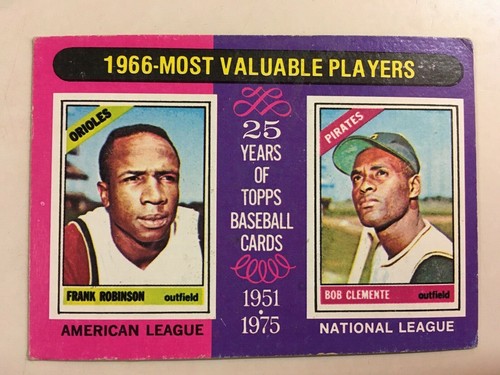 1966-MOST VALUABLE PLAYERS
ORIOLES
FRANK ROBINSON outfield
AMERICAN LEAGUE
25
YEARS
OF
TOPPS
BASEBALL
CARDS
1951
1975
PIRATES
BOB CLEMENTE outfield
NATIONAL LEAGUE